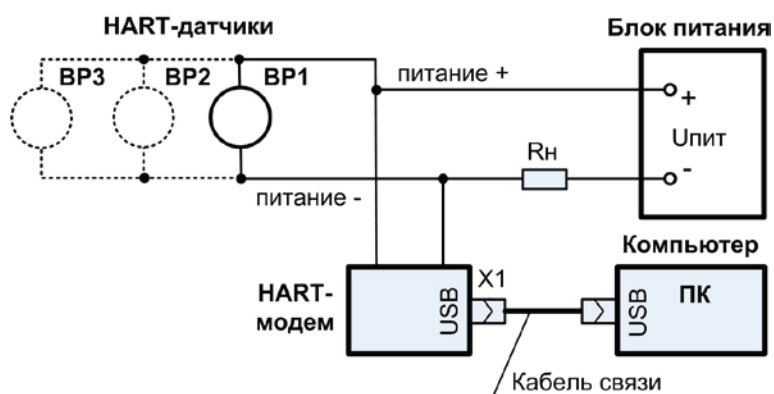 HART-датчики
Блок питания
BP3
BP2
BP1
питание +
+
Uпит
Rн
-
питание -
Компьютер
HART-
модем
USB
X1
USB
ПК
Кабель связи